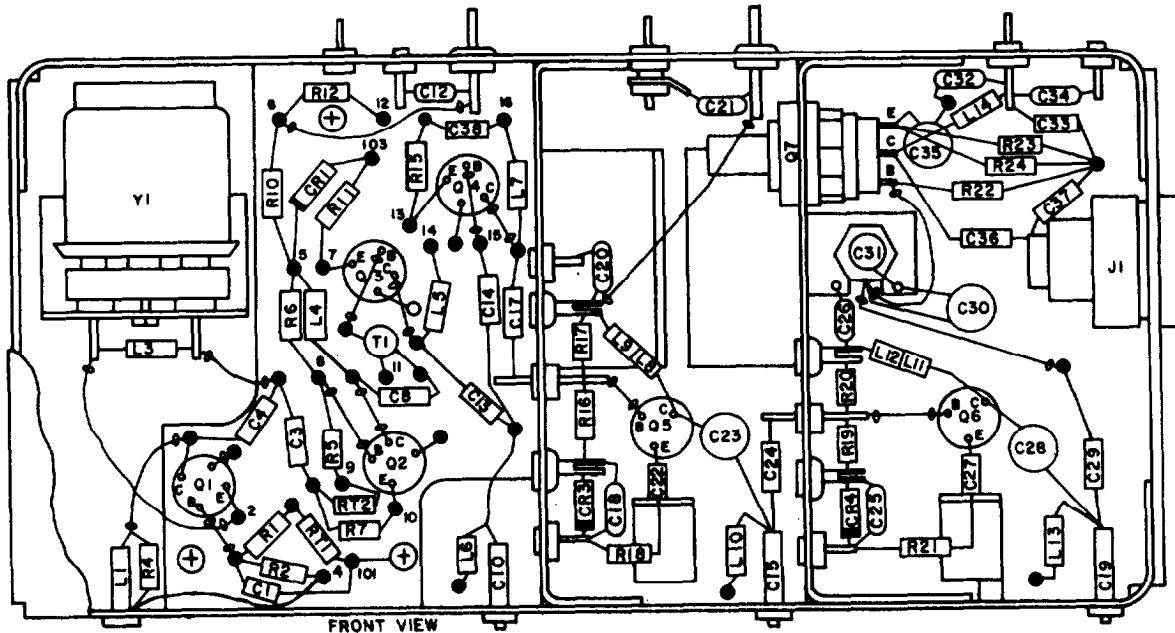 C32
C12
R12
6
12
16
C21
L14
C34
C38
E
C33
103
Q7
C35
R23
R15
E B
C
R24
Q4
CR1
C
L7
R10
R11
B
R22
C37
Y1
13
14
15
C36
5
7
E B
C
C31
J1
Q3
C20
L5
C14
C17
C30
R6
L4
C26
T1
R17
L9 L8
L3
8
11
L12 L11
C8
R20
C13
R16
C4
C
B
Q5
C
B
Q6
C3
E
E
R5
C
B
Q2
C23
R19
C28
9
E
C24
C29
Q1
C
B
E
C22
C27
RT2
CR3
C18
CR4
C25
2
R7
10
R1
RT1
L6
C10
R18
L10
C15
R21
L13
C19
L1
R4
R2
4
101
C1
FRONT VIEW